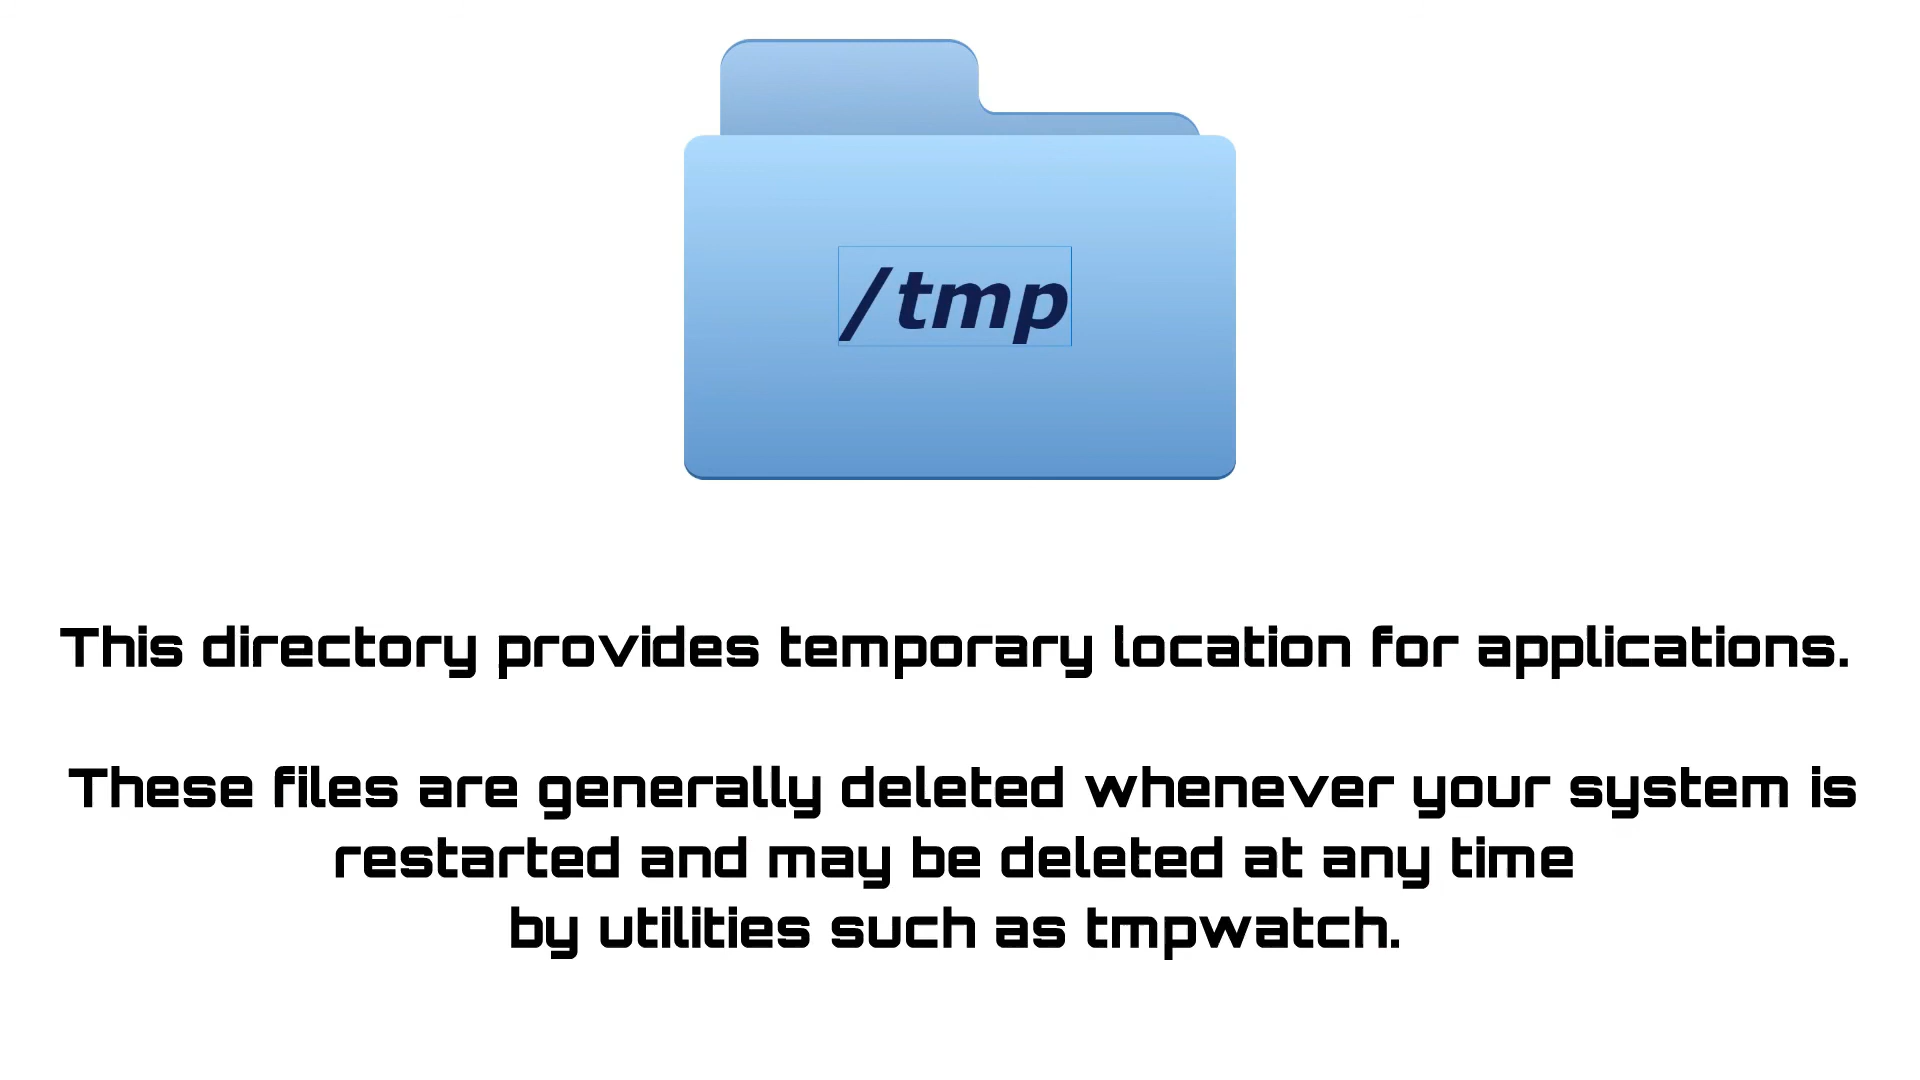 /tmp
This directory provides temporary location for applications.
These files are generally deleted whenever your system is
restarted and may be deleted at any time
by utilities such as tmpwatch.